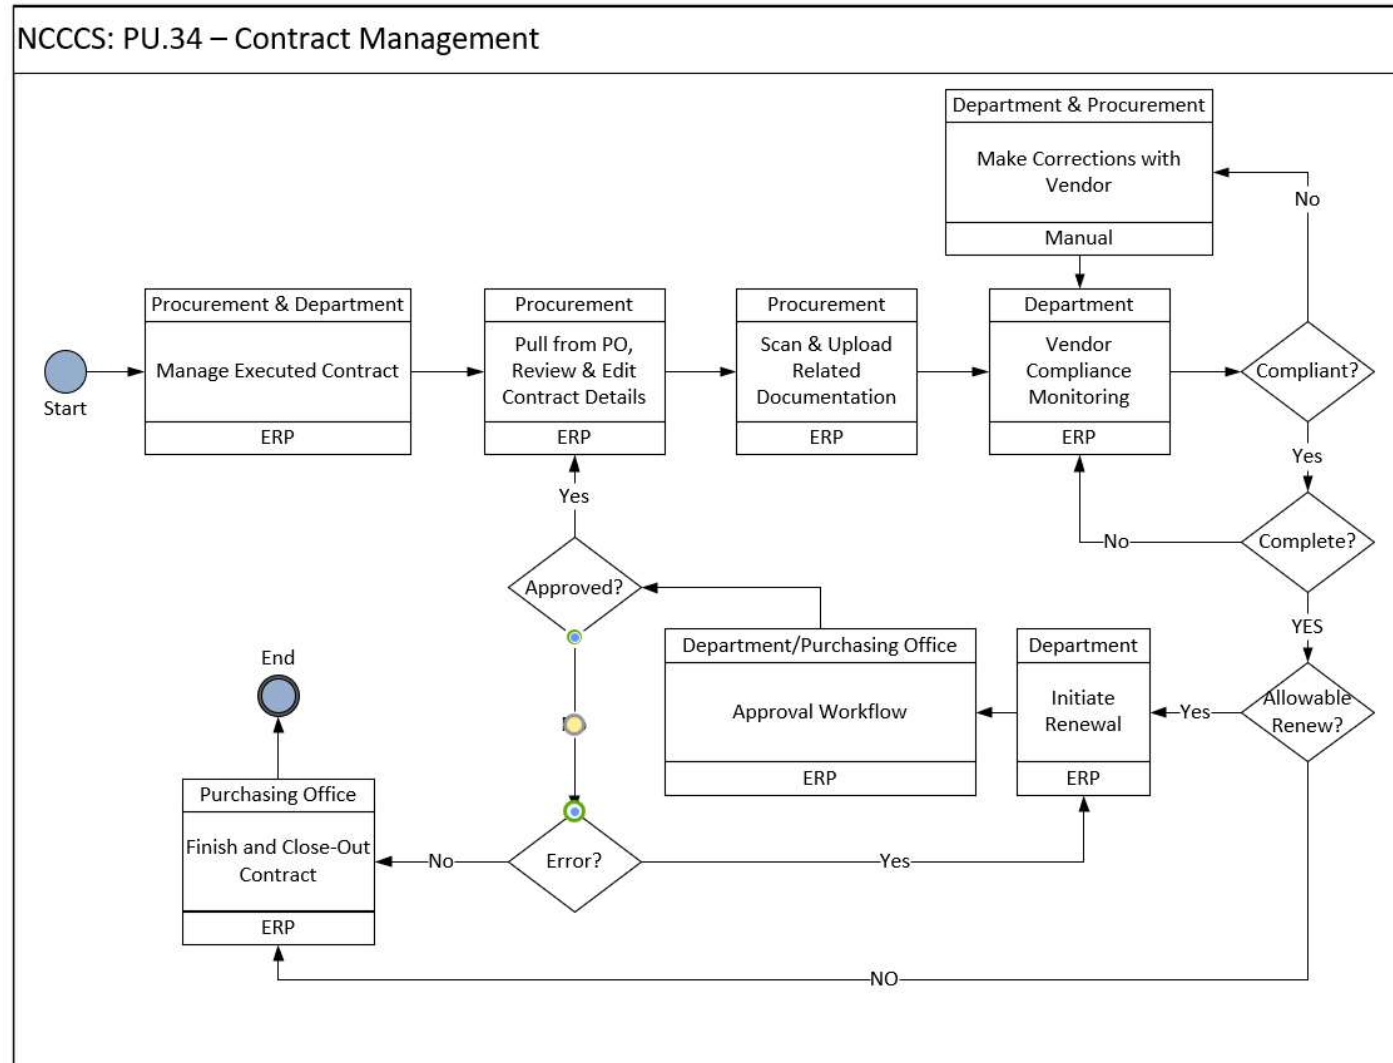 NCCCS: PU.34 – Contract Management
Department & Procurement
Make Corrections with
Vendor
Manual
No
Procurement & Department
Manage Executed Contract
ERP
Procurement
Pull from PO,
Review & Edit
Contract Details
ERP
Procurement
Scan & Upload
Related
Documentation
ERP
Department
Vendor
Compliance
Monitoring
ERP
Compliant?
Start
Yes
Yes
No
Complete?
Approved?
YES
Department/Purchasing Office
Approval Workflow
ERP
Department
Initiate
Renewal
ERP
Yes
Allowable
Renew?
End
Purchasing Office
Finish and Close-Out
Contract
ERP
No
Error?
Yes
NO